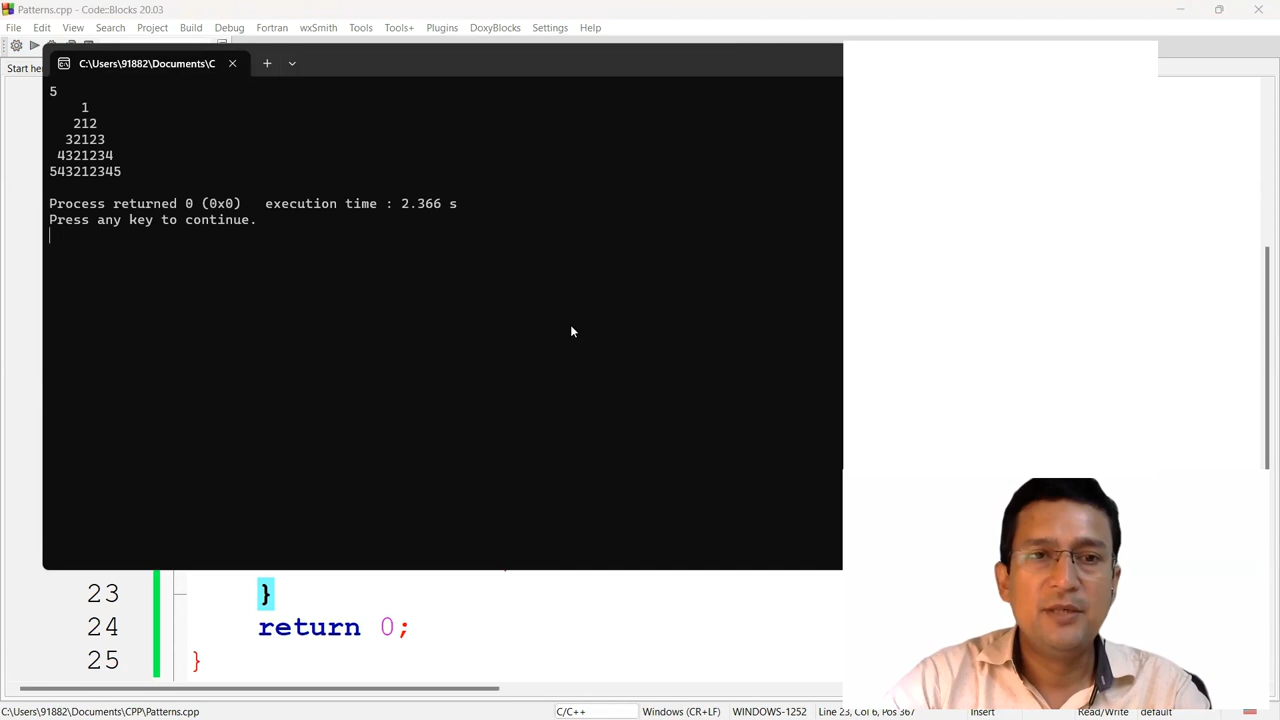 Patterns.cpp - Code::Blocks 20.03
File Edit View Search Project Build Debug Fortran wxSmith Tools Tools+ Plugins DoxyBlocks Settings Help
Start here
C:\Users\91882\Documents\C
5
1
212
32123
4321234
543212345
Process returned 0 (0x0) execution time : 2.366 s
Press any key to continue.
23 }
24 return 0;
25 }
C:\Users\91882\Documents\CPP\Patterns.cpp C/C++ Windows (CR+LF) WINDOWS-1252 Line 23, Col 6, Pos 367 Insert Read/Write default